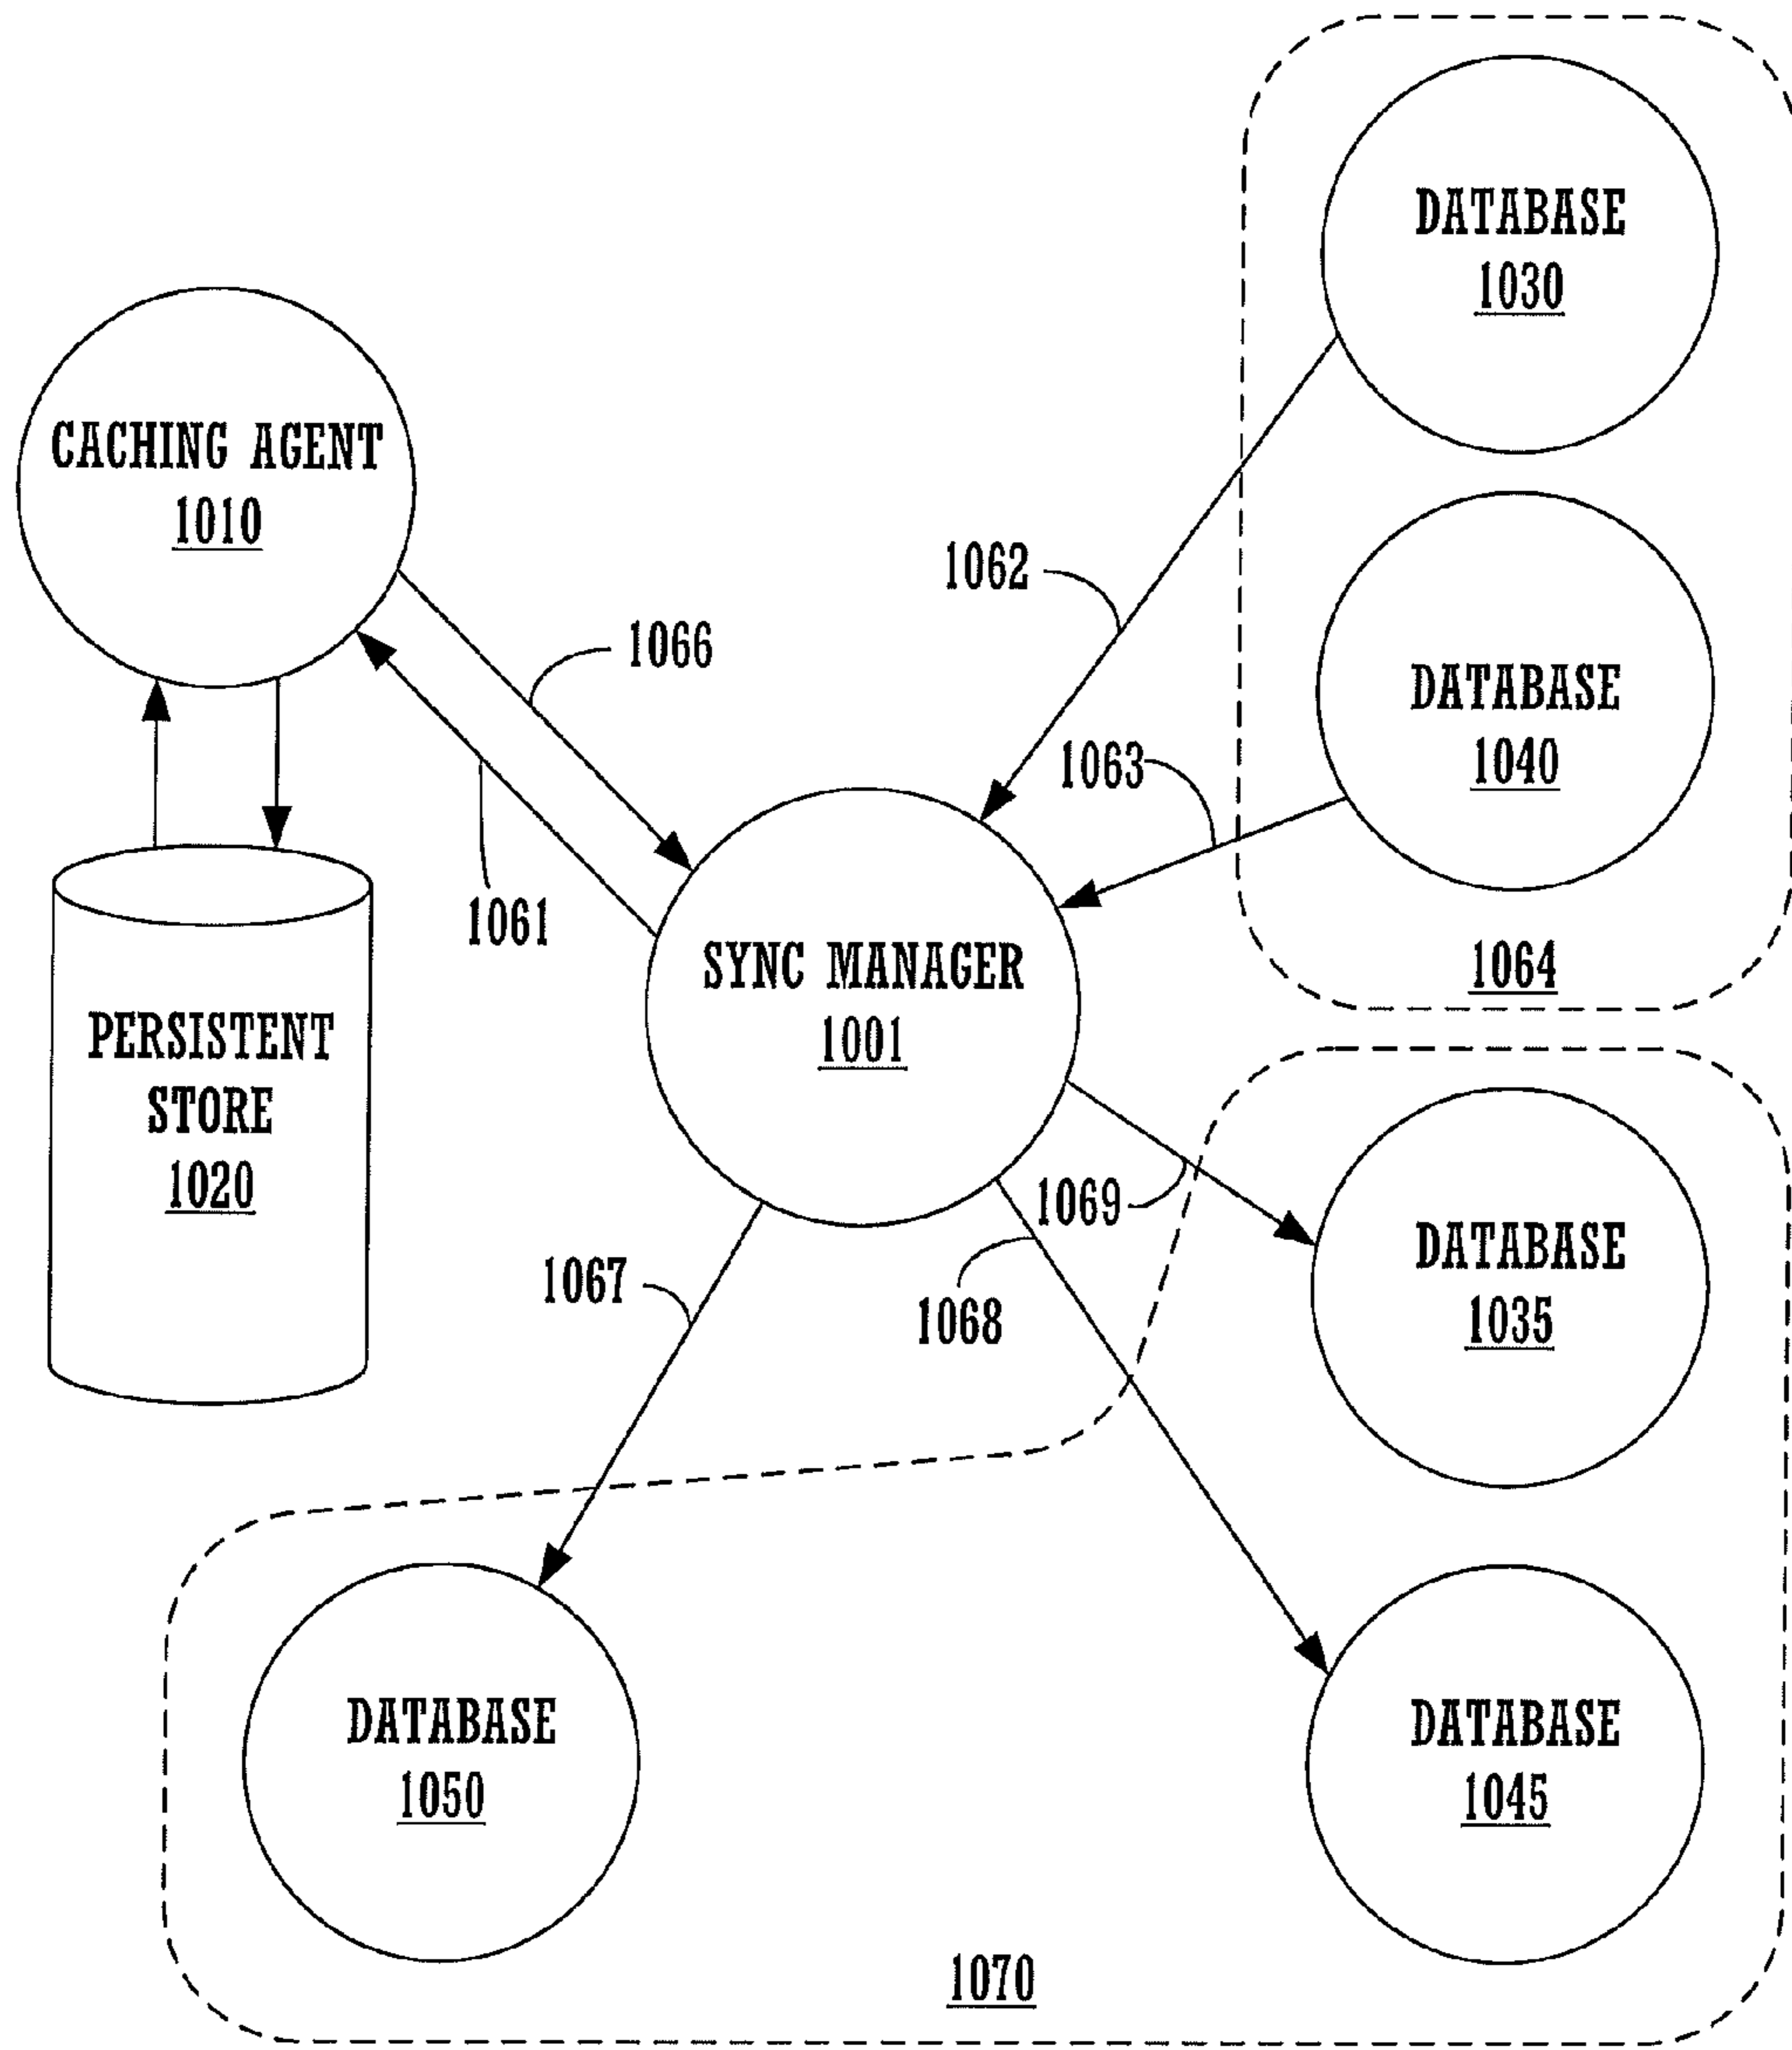 DATABASE
1030
CACHING AGENT
1010
1062
1066
DATABASE
1040
1063
1061
SYNC MANAGER
1001
1064
PERSISTENT
STORE
1020
1069
DATABASE
1035
1067
1068
DATABASE
1050
DATABASE
1045
1070